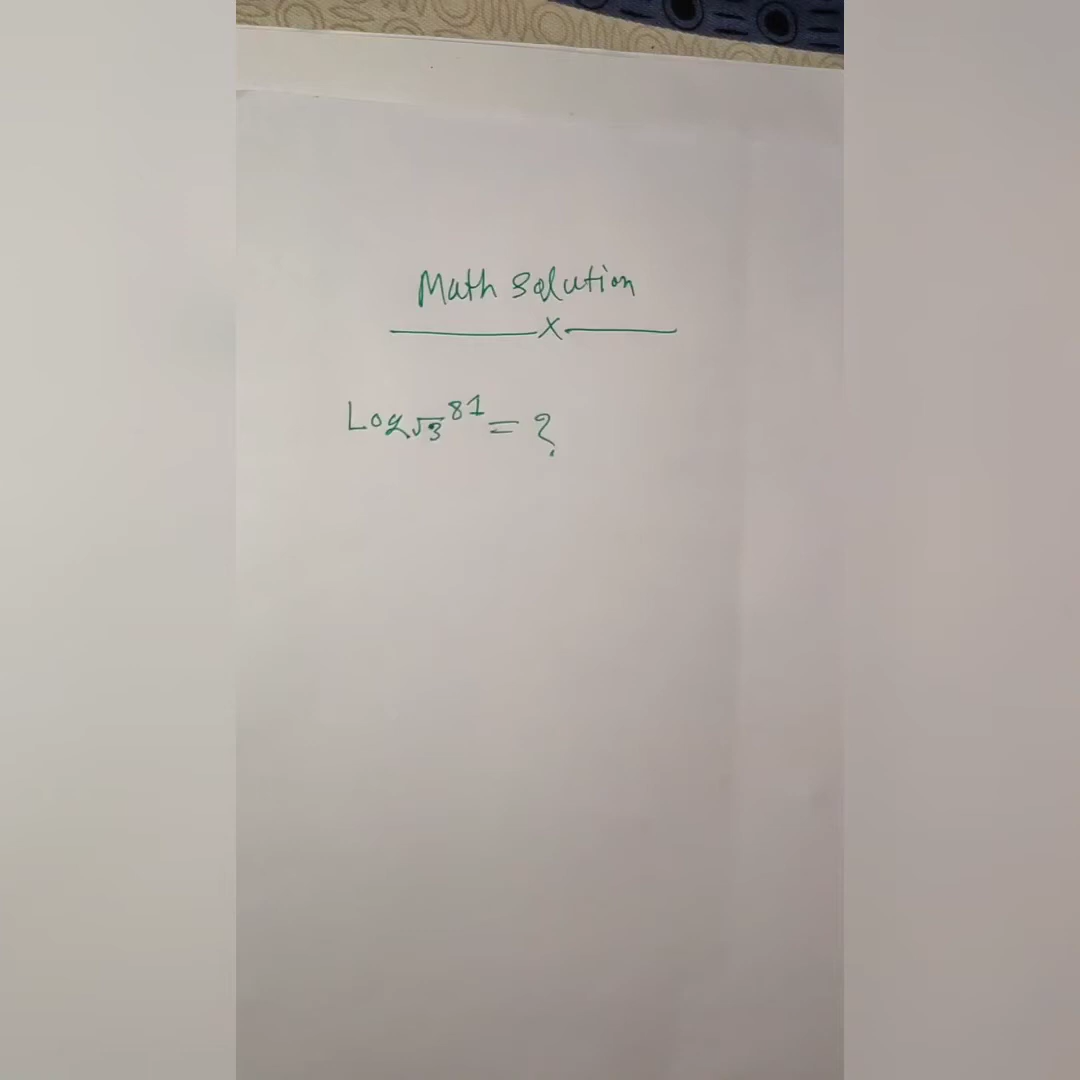 Math solution
x
Log√3 81 = ?